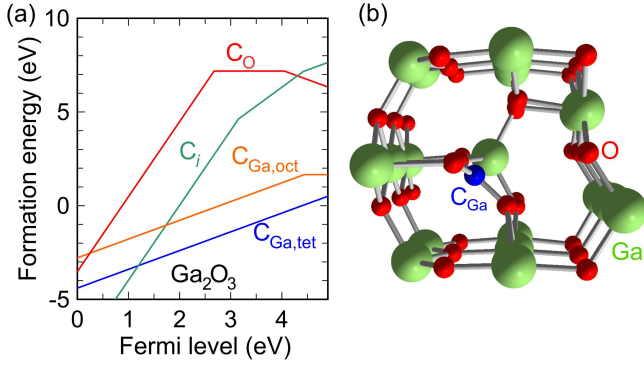 (a)
10
5
0
-5
0
1
2
3
4
Formation energy (eV)
Fermi level (eV)
C_O
C_i
C_Ga,oct
C_Ga,tet
Ga₂O₃
(b)
O
C_Ga
Ga